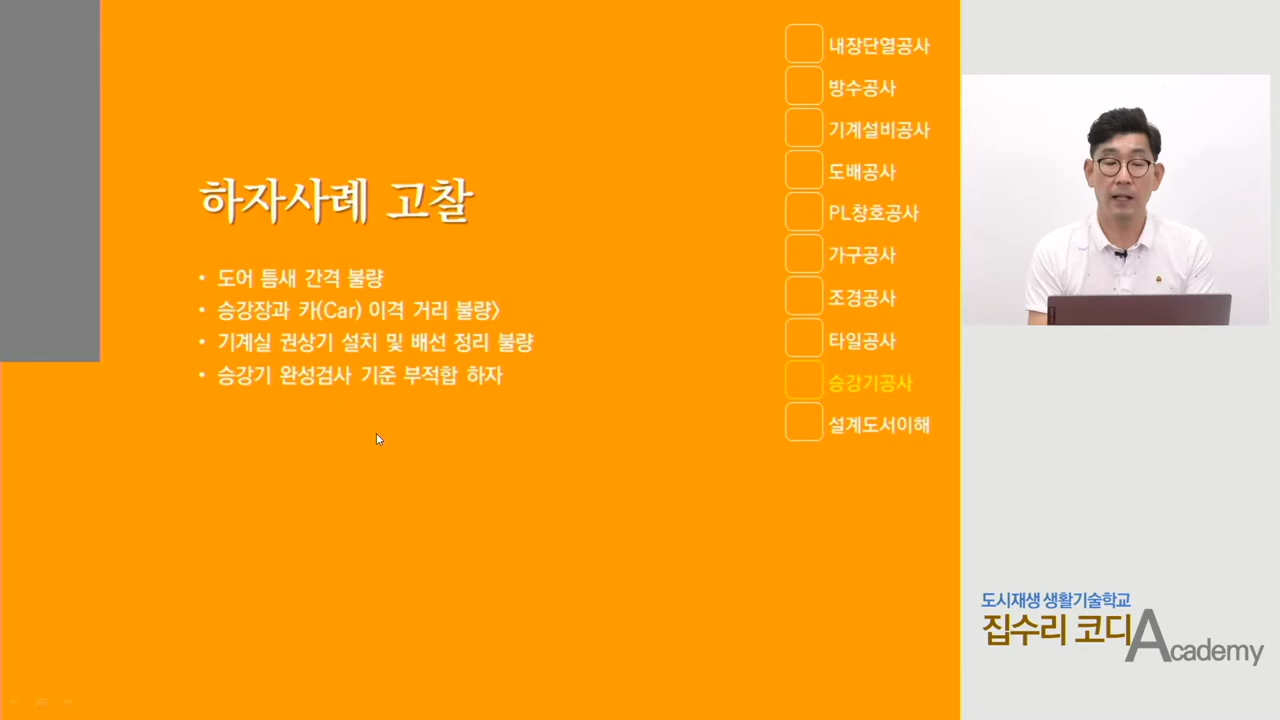 하자사례 고찰
• 도어 틈새 간격 불량
• 승강장과 카(Car) 이격 거리 불량>
• 기계실 권상기 설치 및 배선 정리 불량
• 승강기 완성검사 기준 부적합 하자
내장단열공사
방수공사
기계설비공사
도배공사
PL창호공사
가구공사
조경공사
타일공사
승강기공사
설계도서이해
도시재생 생활기술학교
집수리 코디Academy